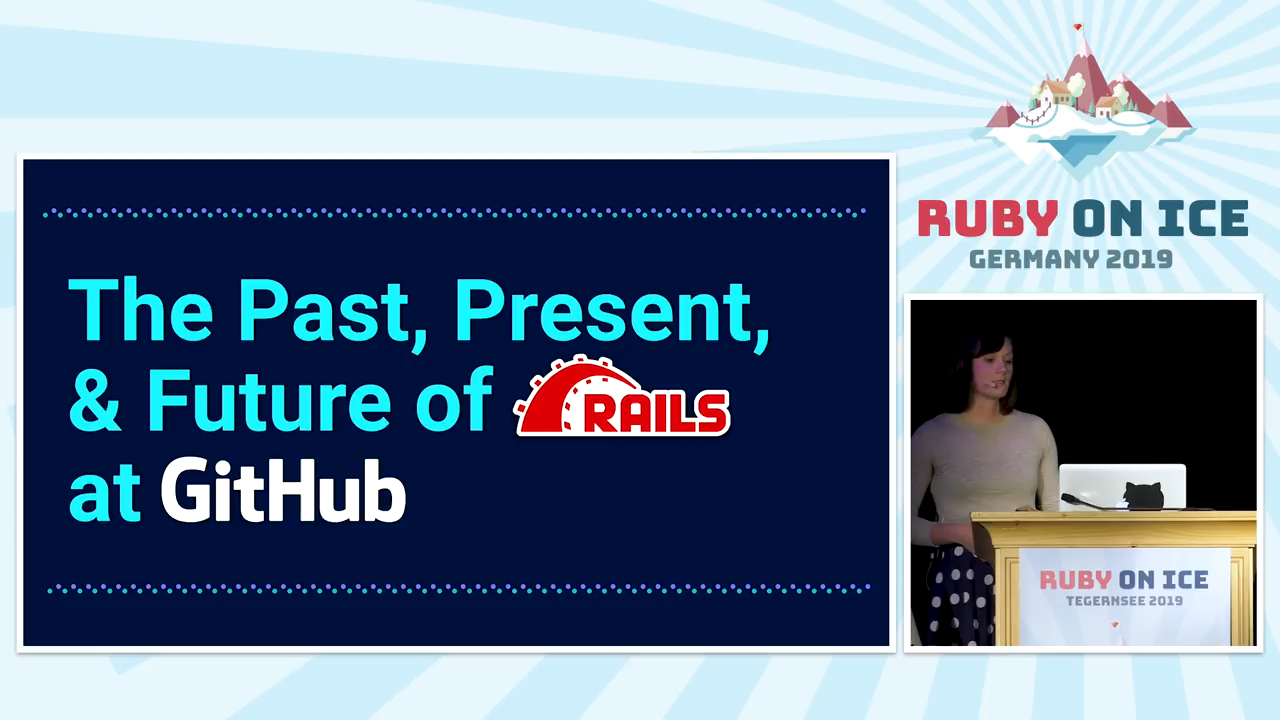 RUBY ON ICE
GERMANY 2019
The Past, Present,
& Future of RAILS
at GitHub
RUBY ON ICE
TEGERNSEE 2019